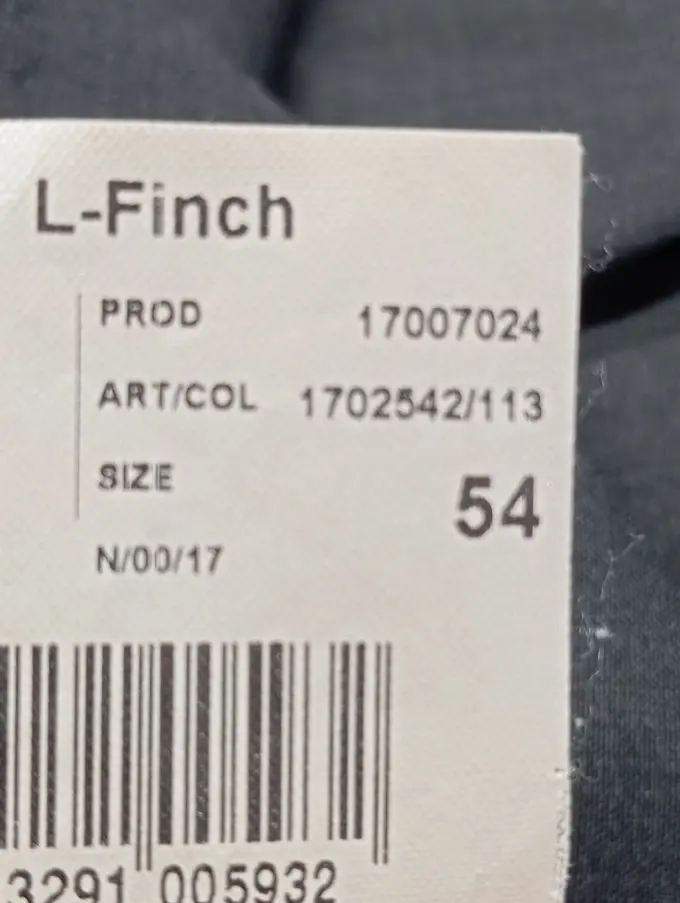 L-Finch
PROD 17007024
ART/COL 1702542/113
SIZE 54
N/00/17
3291 005932